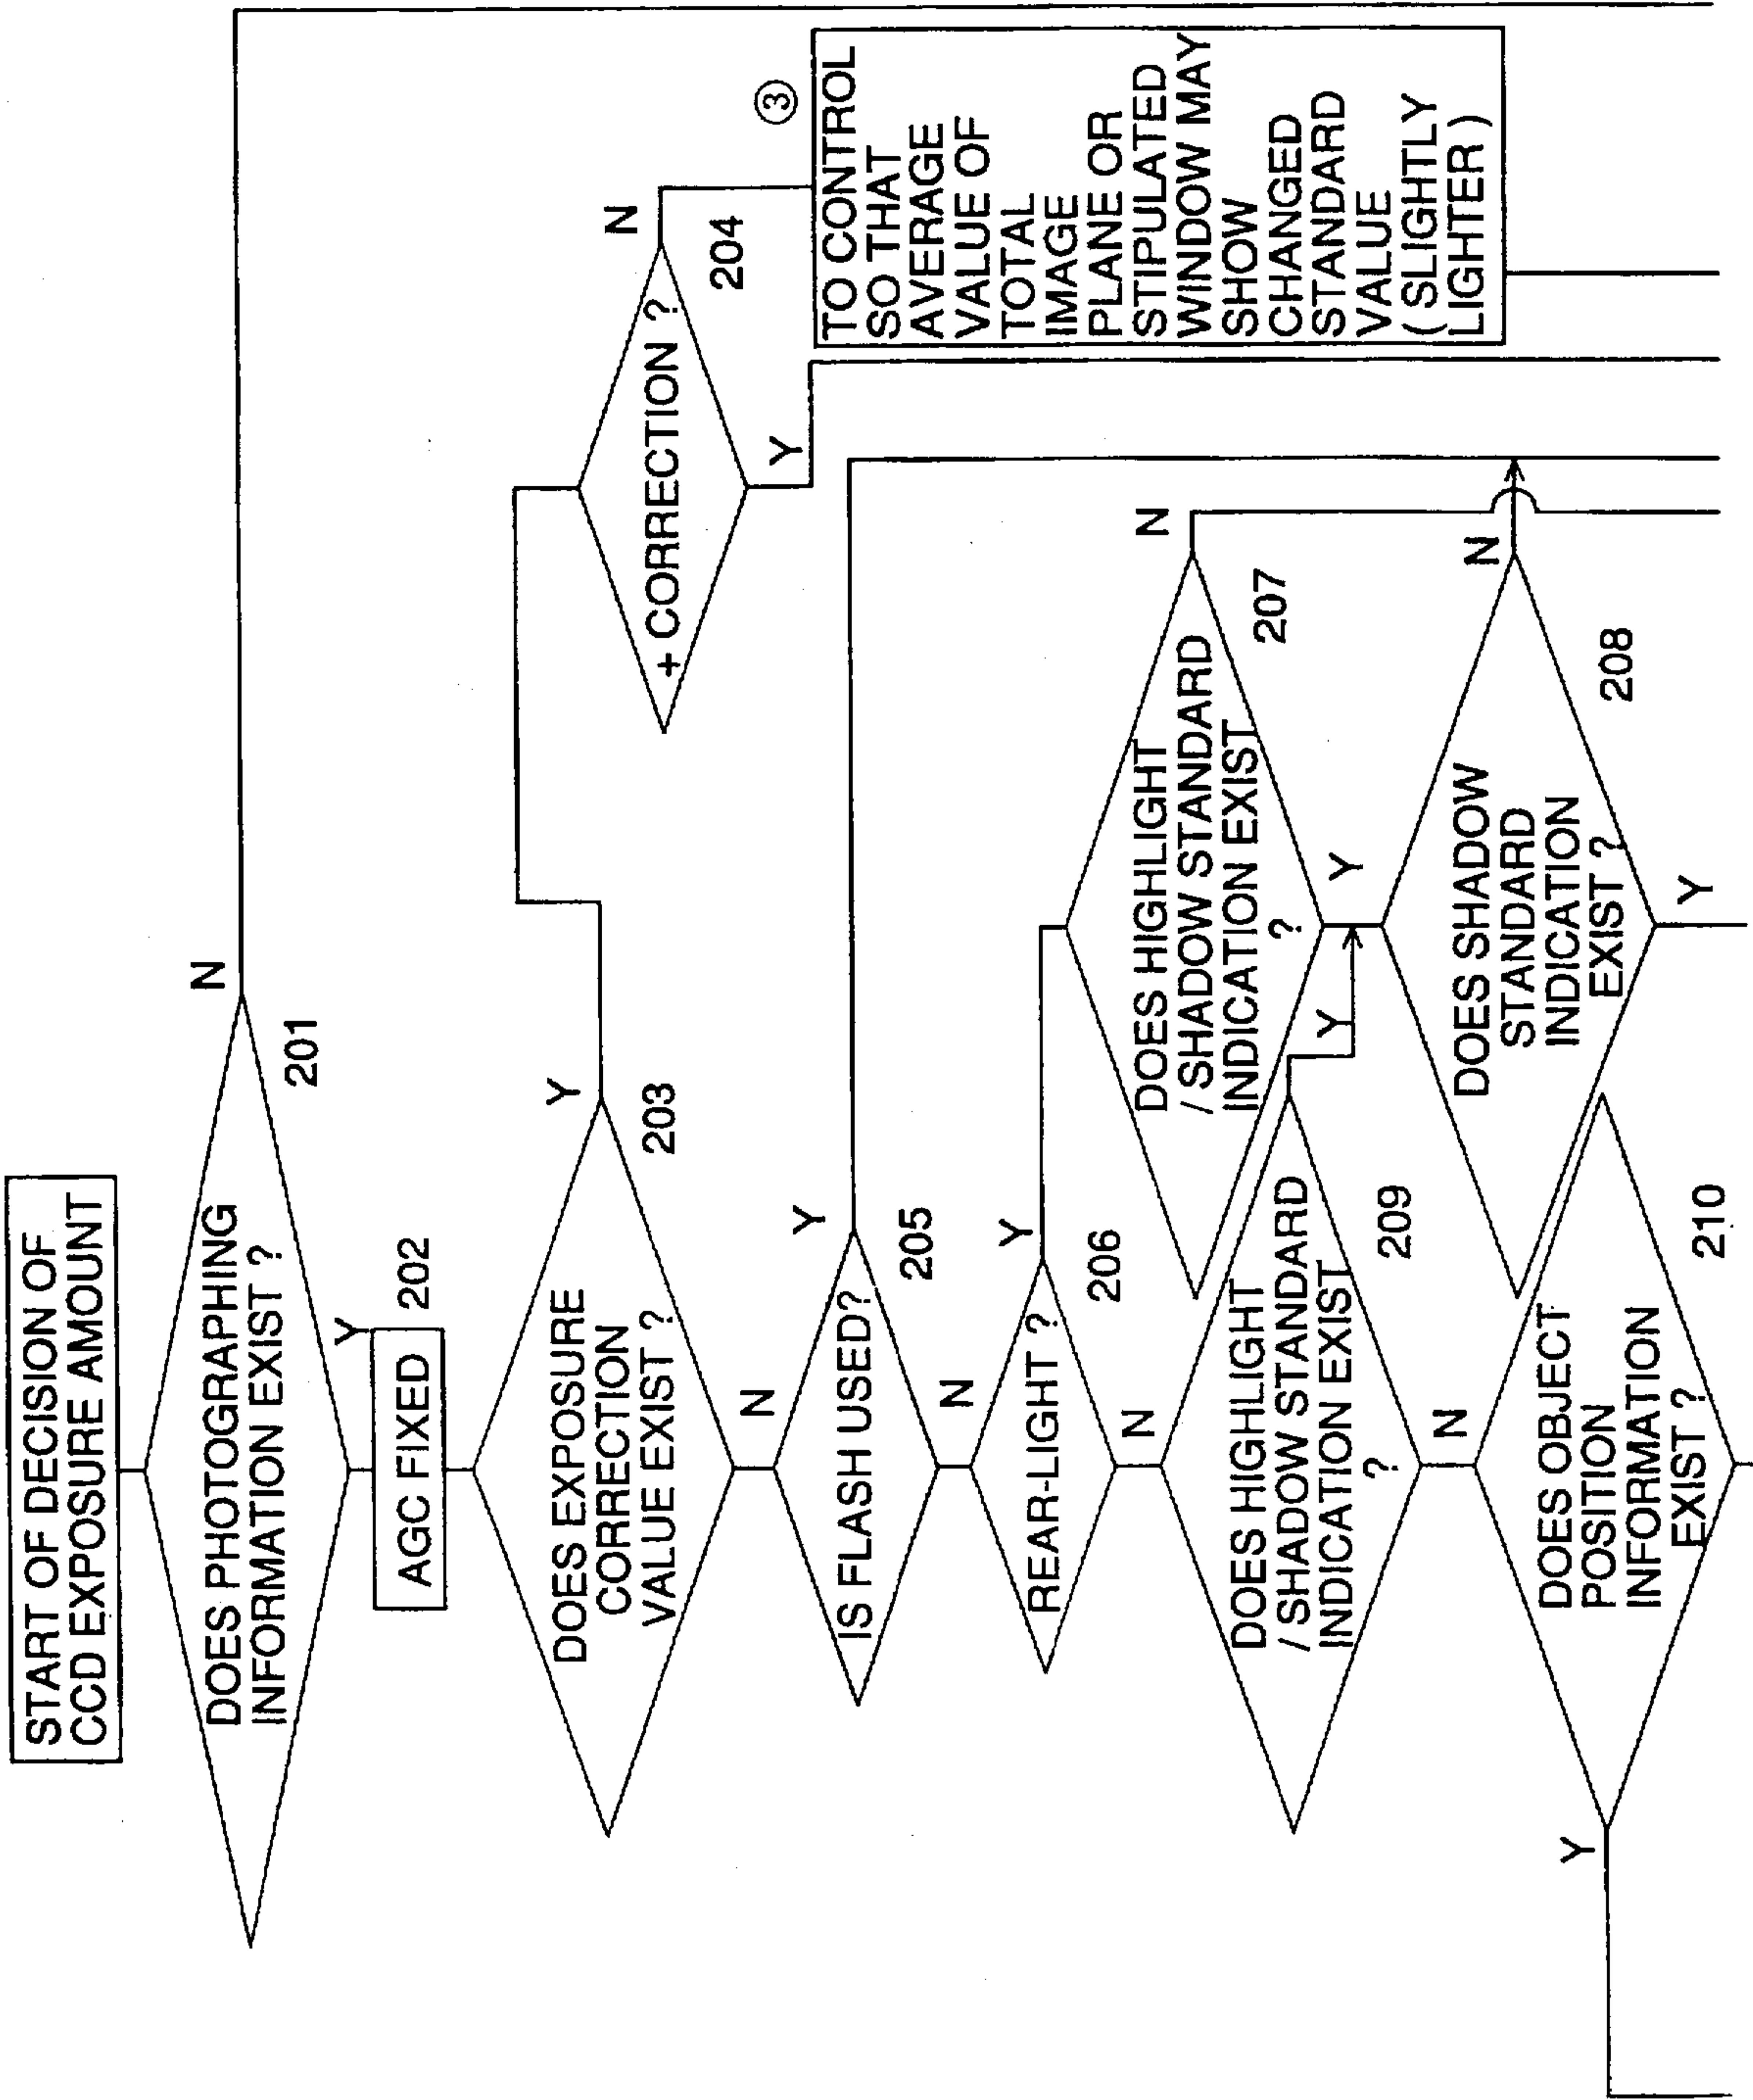 START OF DECISION OF
CCD EXPOSURE AMOUNT
DOES PHOTOGRAPHING
INFORMATION EXIST ?
201
N
Y
AGC FIXED
202
DOES EXPOSURE
CORRECTION
VALUE EXIST ?
203
Y
N
+ CORRECTION ?
204
N
Y
③
TO CONTROL
SO THAT
AVERAGE
VALUE OF
TOTAL
IMAGE
PLANE OR
STIPULATED
WINDOW MAY
SHOW
CHANGED
STANDARD
VALUE
( SLIGHTLY
LIGHTER )
IS FLASH USED?
205
Y
N
REAR-LIGHT ?
206
Y
N
DOES HIGHLIGHT
/ SHADOW STANDARD
INDICATION EXIST
?
207
N
Y
DOES SHADOW
STANDARD
INDICATION
EXIST ?
208
N
Y
DOES HIGHLIGHT
/ SHADOW STANDARD
INDICATION EXIST
?
209
Y
N
DOES OBJECT
POSITION
INFORMATION
EXIST ?
210
Y